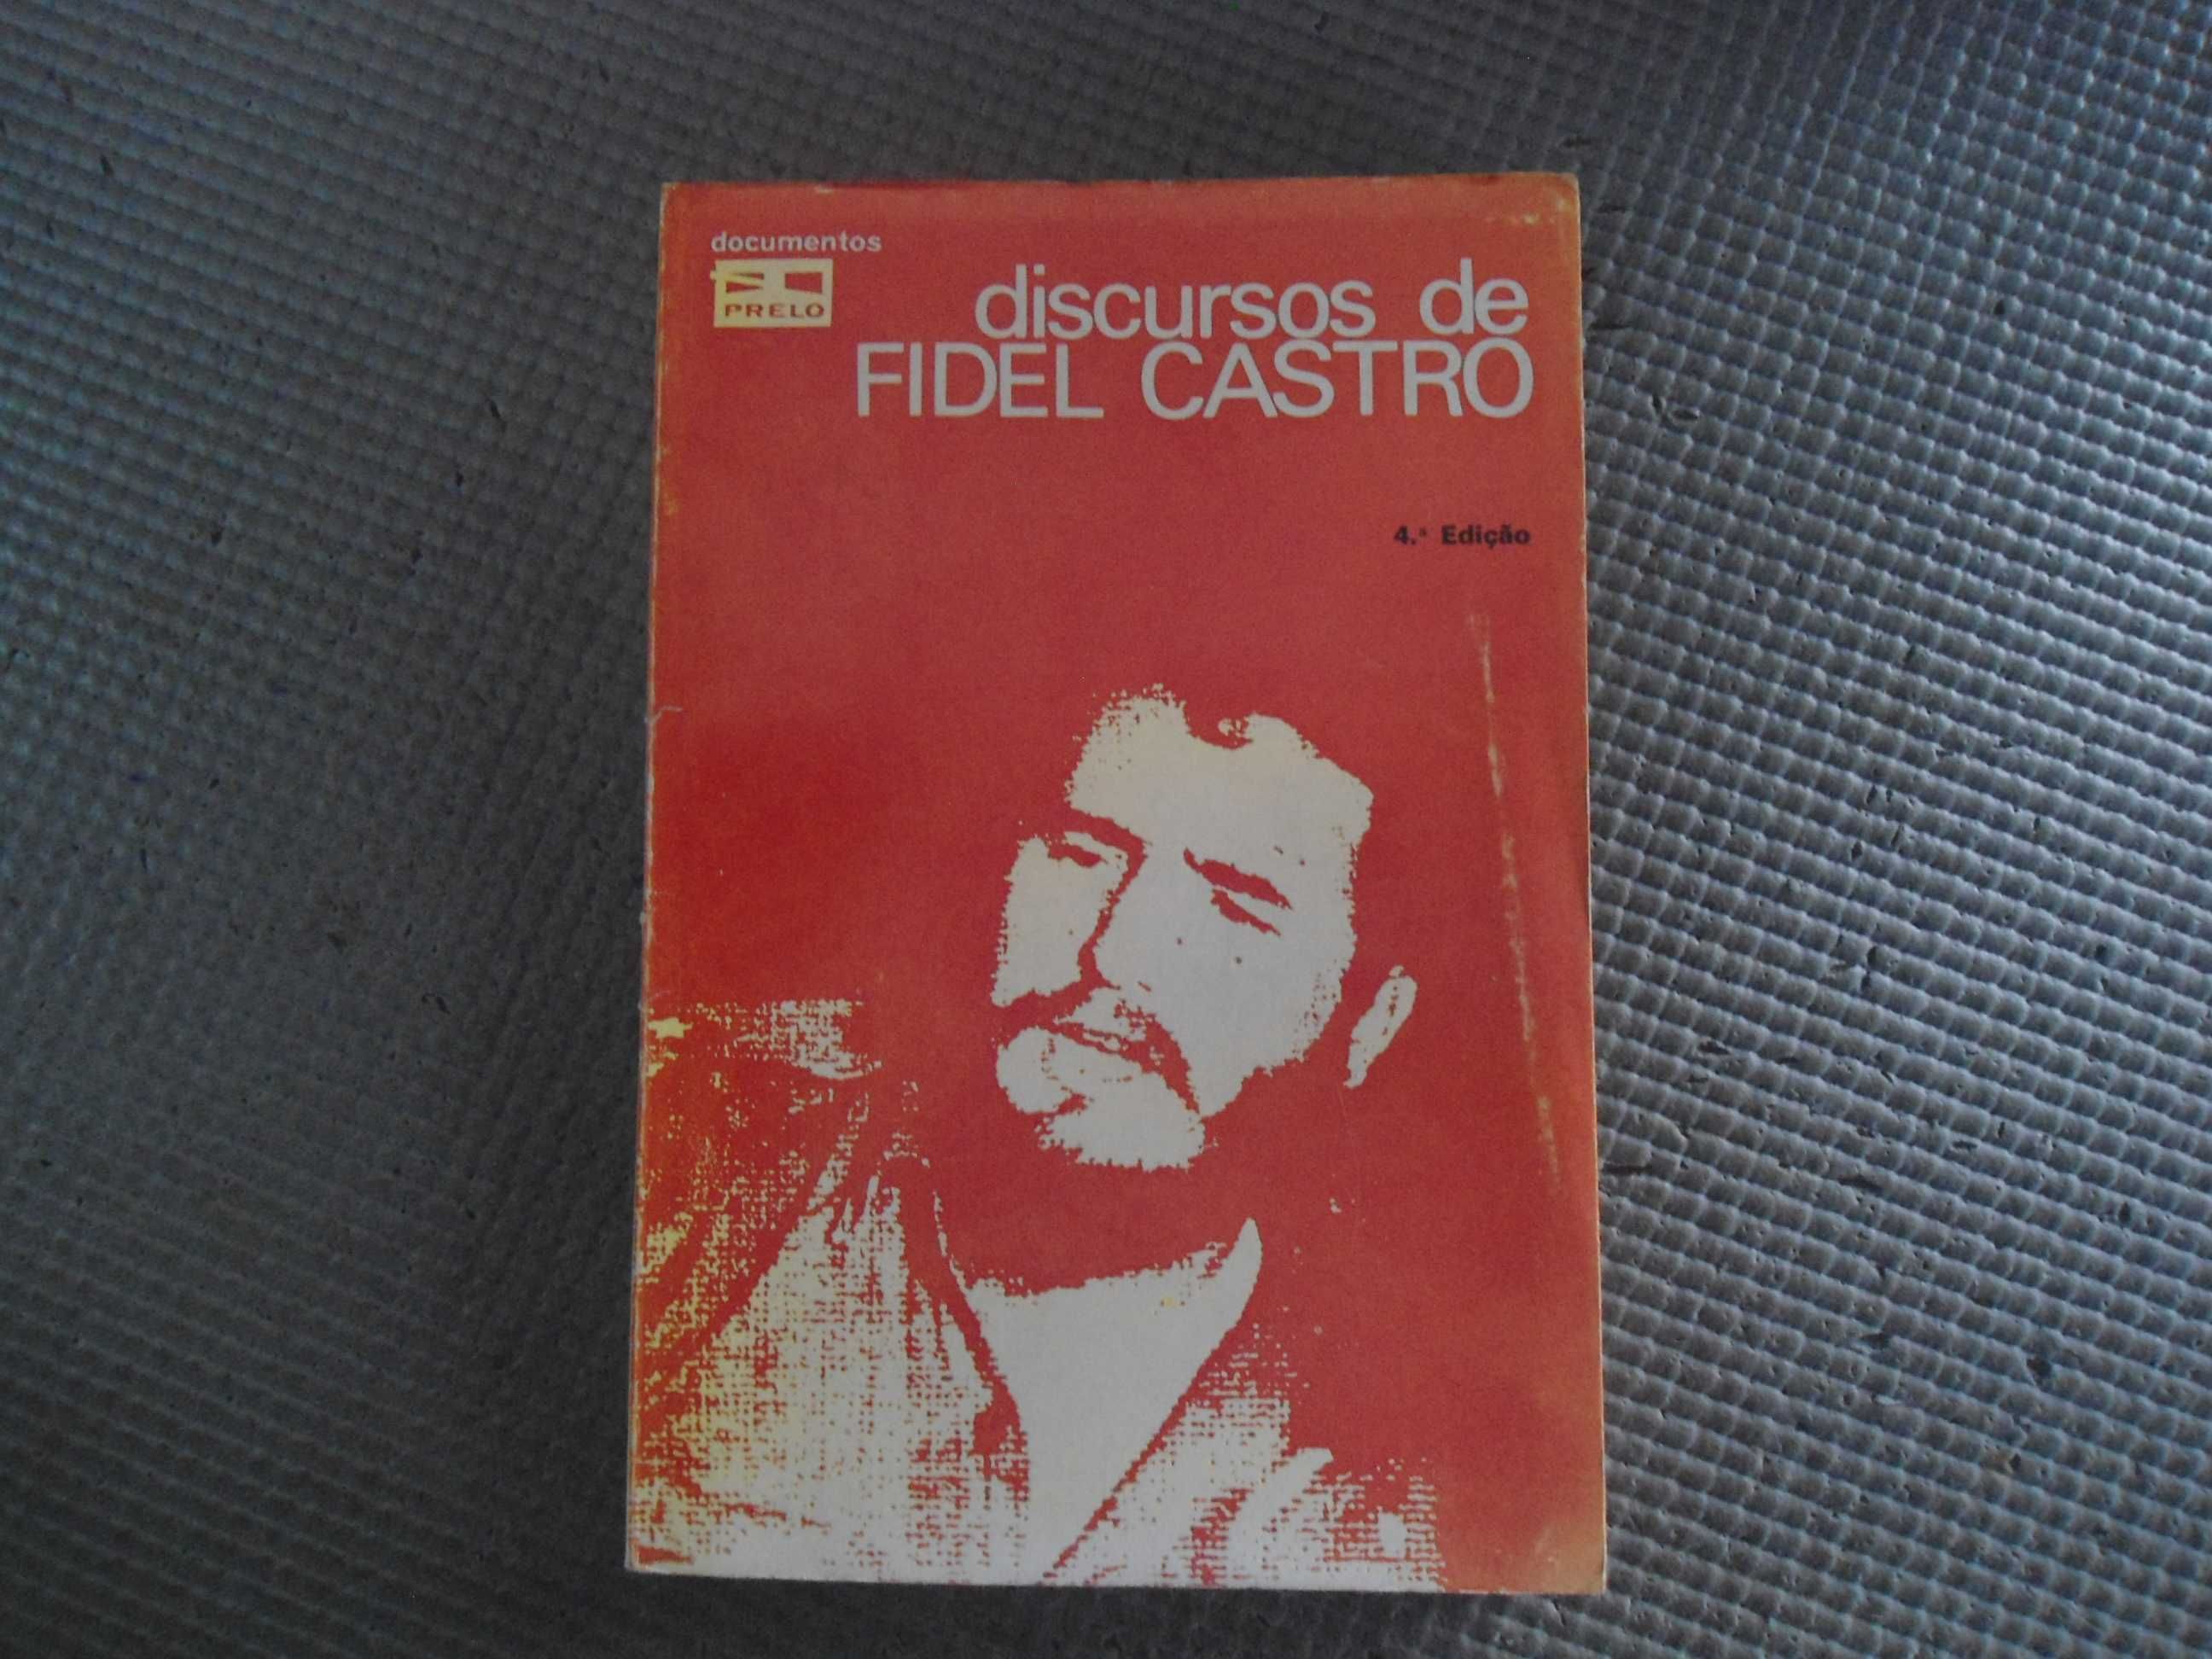 documentos
PRELO
discursos de
FIDEL CASTRO
4.ª Edição